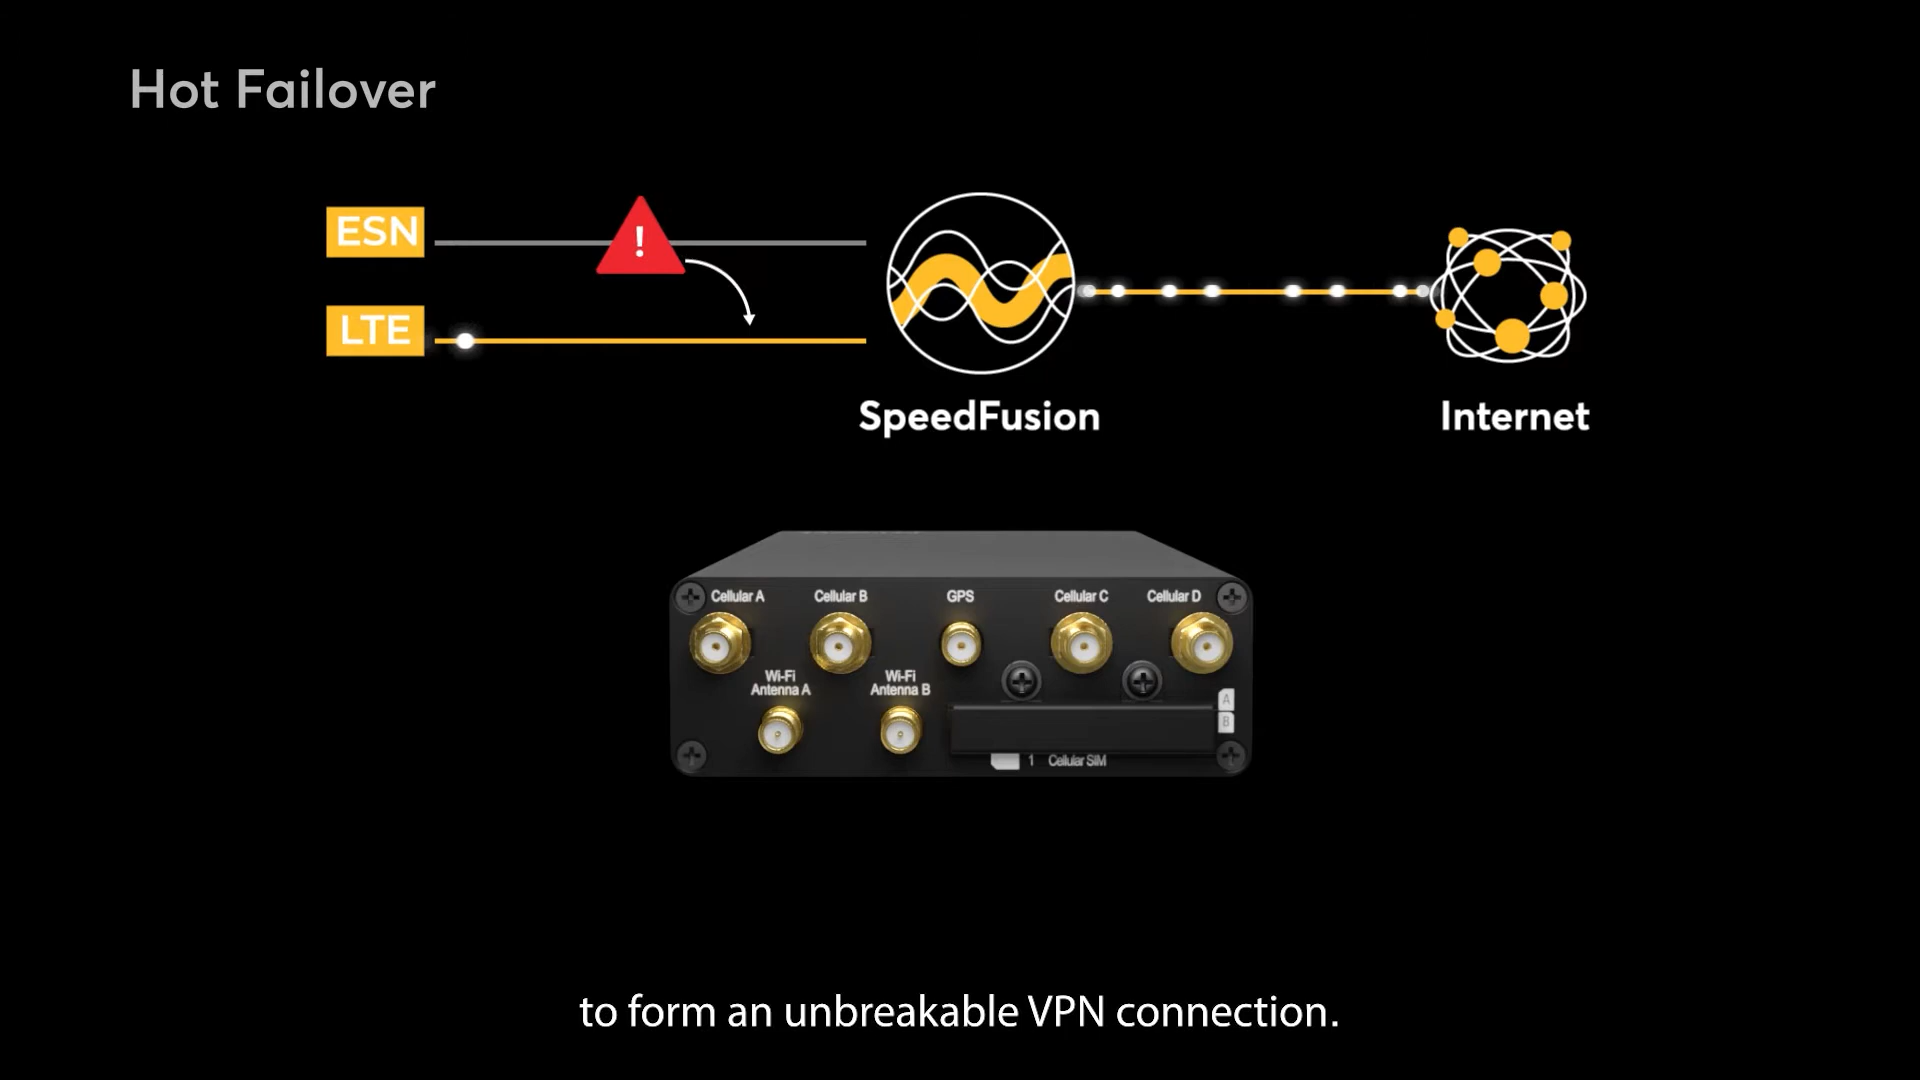 Hot Failover
ESN
!
LTE
SpeedFusion
Internet
Cellular A
Cellular B
GPS
Cellular C
Cellular D
Wi-Fi
Antenna A
Wi-Fi
Antenna B
A
B
1 Cellular SIM
to form an unbreakable VPN connection.